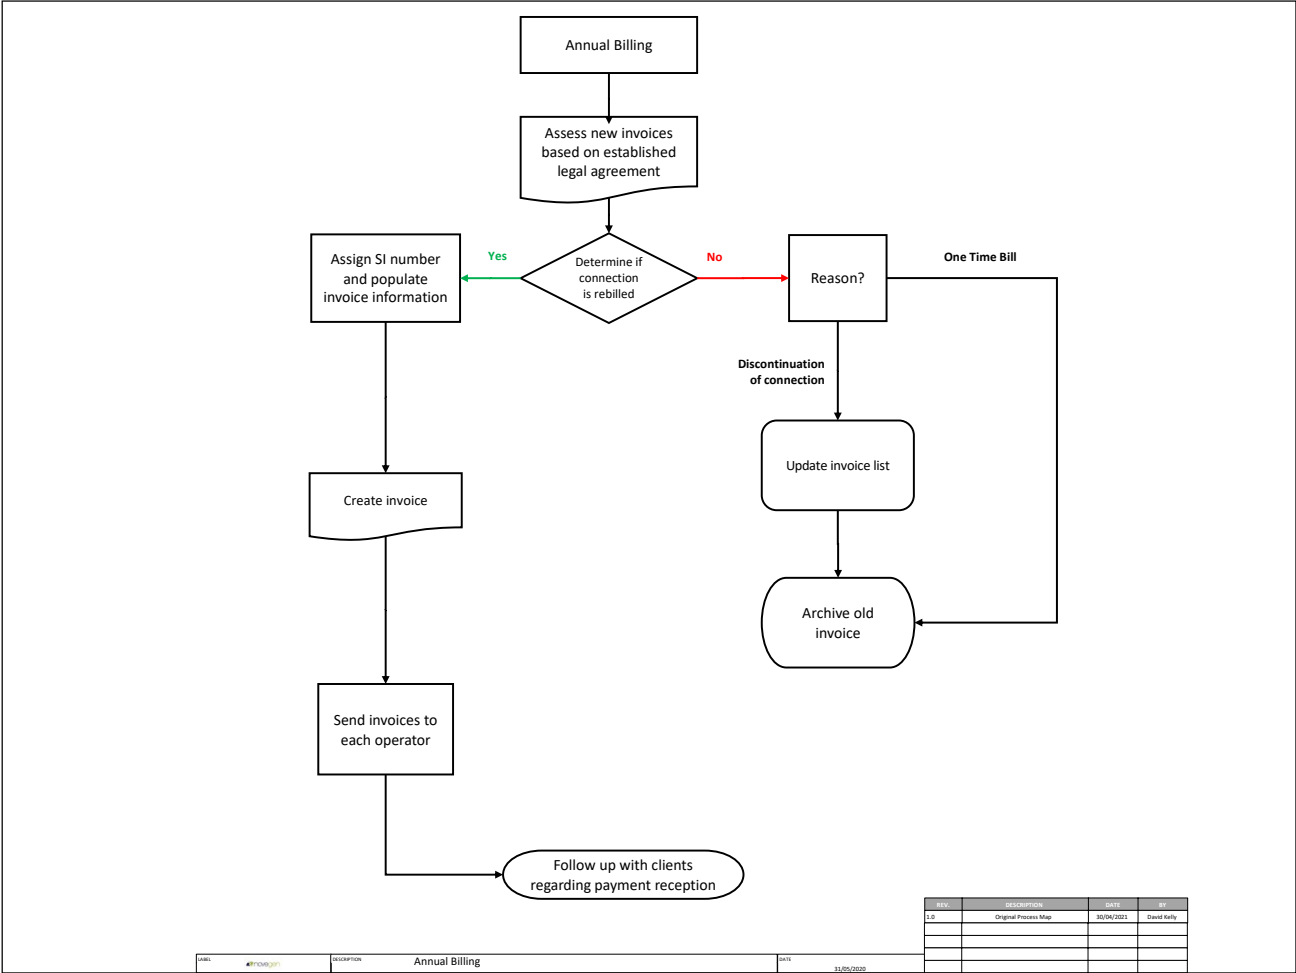 Annual Billing
Assess new invoices
based on established
legal agreement
Yes
Determine if
connection
is rebilled
No
Assign SI number
and populate
invoice information
Reason?
One Time Bill
Discontinuation
of connection
Update invoice list
Create invoice
Archive old
invoice
Send invoices to
each operator
Follow up with clients
regarding payment reception
REV. DESCRIPTION DATE BY
1.0 Original Process Map 30/04/2021 David Kelly
LABEL novagen DESCRIPTION Annual Billing DATE
31/05/2020